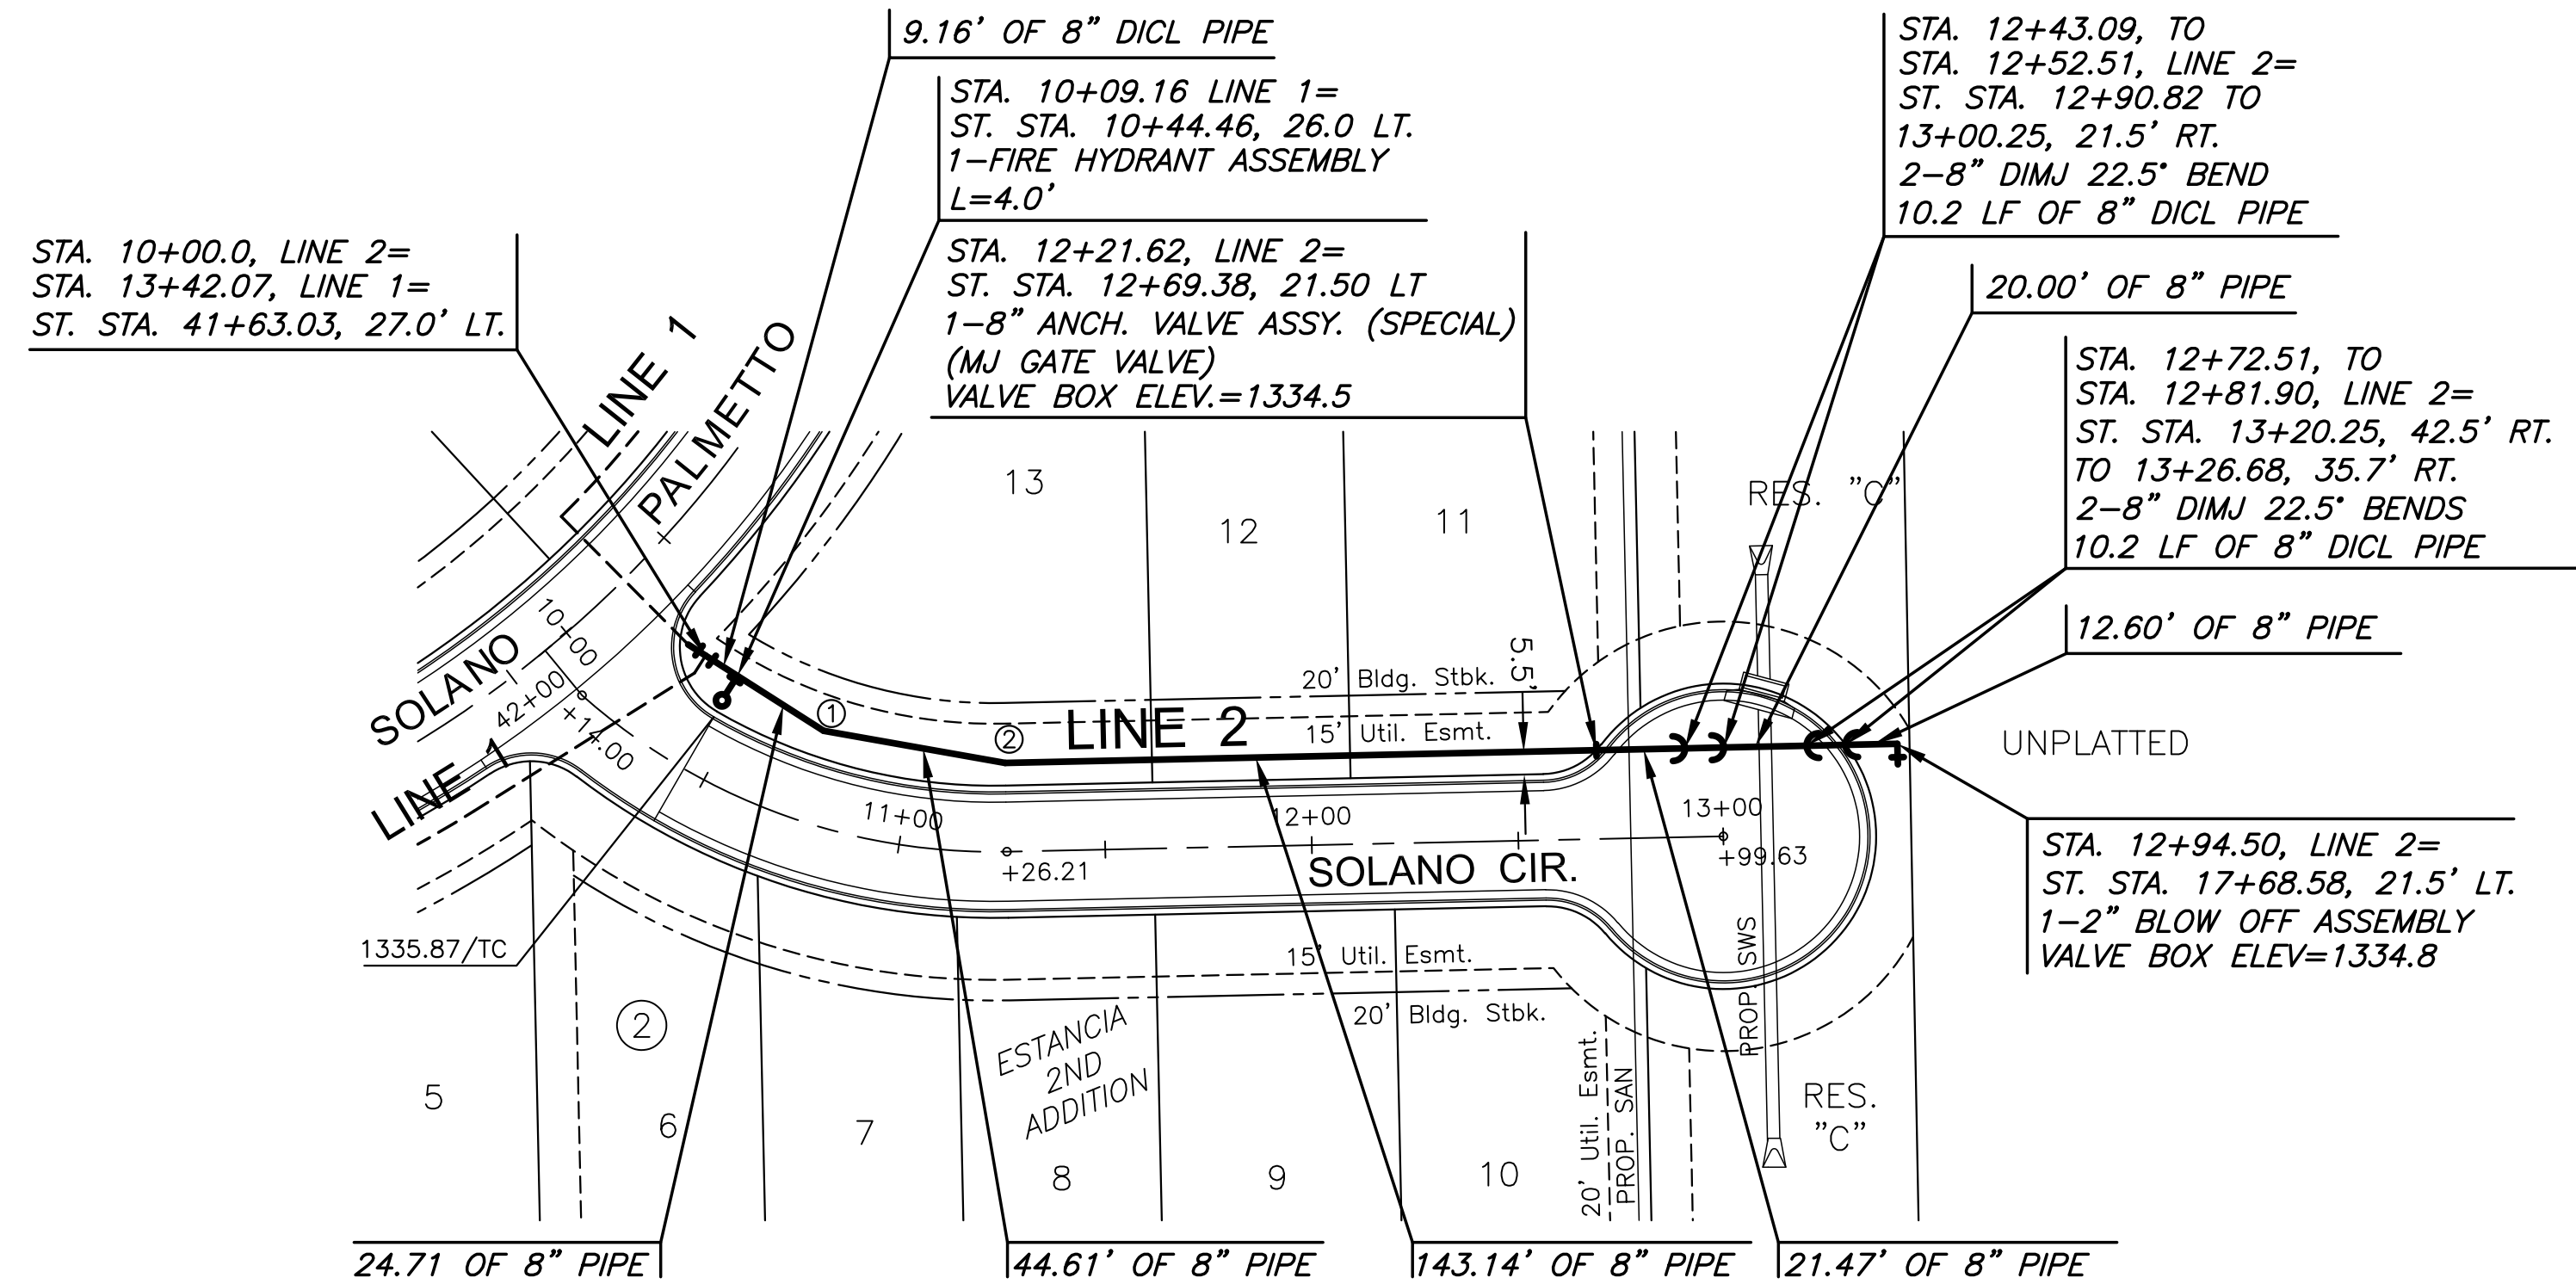 9.16' OF 8" DICL PIPE
STA. 10+09.16 LINE 1=
ST. STA. 10+44.46, 26.0 LT.
1-FIRE HYDRANT ASSEMBLY
L=4.0'
STA. 12+43.09, TO
STA. 12+52.51, LINE 2=
ST. STA. 12+90.82 TO
13+00.25, 21.5' RT.
2-8" DIMJ 22.5° BEND
10.2 LF OF 8" DICL PIPE
STA. 10+00.0, LINE 2=
STA. 13+42.07, LINE 1=
ST. STA. 41+63.03, 27.0' LT.
STA. 12+21.62, LINE 2=
ST. STA. 12+69.38, 21.50 LT
1-8" ANCH. VALVE ASSY. (SPECIAL)
(MJ GATE VALVE)
VALVE BOX ELEV.=1334.5
20.00' OF 8" PIPE
STA. 12+72.51, TO
STA. 12+81.90, LINE 2=
ST. STA. 13+20.25, 42.5' RT.
TO 13+26.68, 35.7' RT.
2-8" DIMJ 22.5° BENDS
10.2 LF OF 8" DICL PIPE
12.60' OF 8" PIPE
LINE 1
PALMETTO
13
12
11
RES. "C"
10+00
SOLANO
42+00
+14.00
LINE 1
1
2
LINE 2
20' Bldg. Stbk.
15' Util. Esmt.
5.5'
UNPLATTED
11+00
12+00
13+00
+26.21
SOLANO CIR.
+99.63
STA. 12+94.50, LINE 2=
ST. STA. 17+68.58, 21.5' LT.
1-2" BLOW OFF ASSEMBLY
VALVE BOX ELEV=1334.8
1335.87/TC
15' Util. Esmt.
20' Bldg. Stbk.
PROP. SWS
20' Util. Esmt.
PROP. SAN
ESTANCIA
2ND
ADDITION
2
5
6
7
8
9
10
RES.
"C"
24.71 OF 8" PIPE
44.61' OF 8" PIPE
143.14' OF 8" PIPE
21.47' OF 8" PIPE